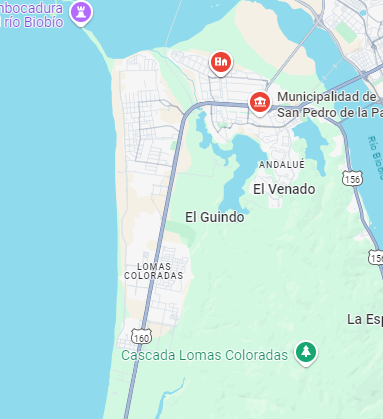 mbocadura
l río Biobío
Municipalidad de
San Pedro de la Pa
Río Biobío
ANDALUÉ
156
El Venado
El Guindo
156
LOMAS
COLORADAS
La Esp
160
Cascada Lomas Coloradas